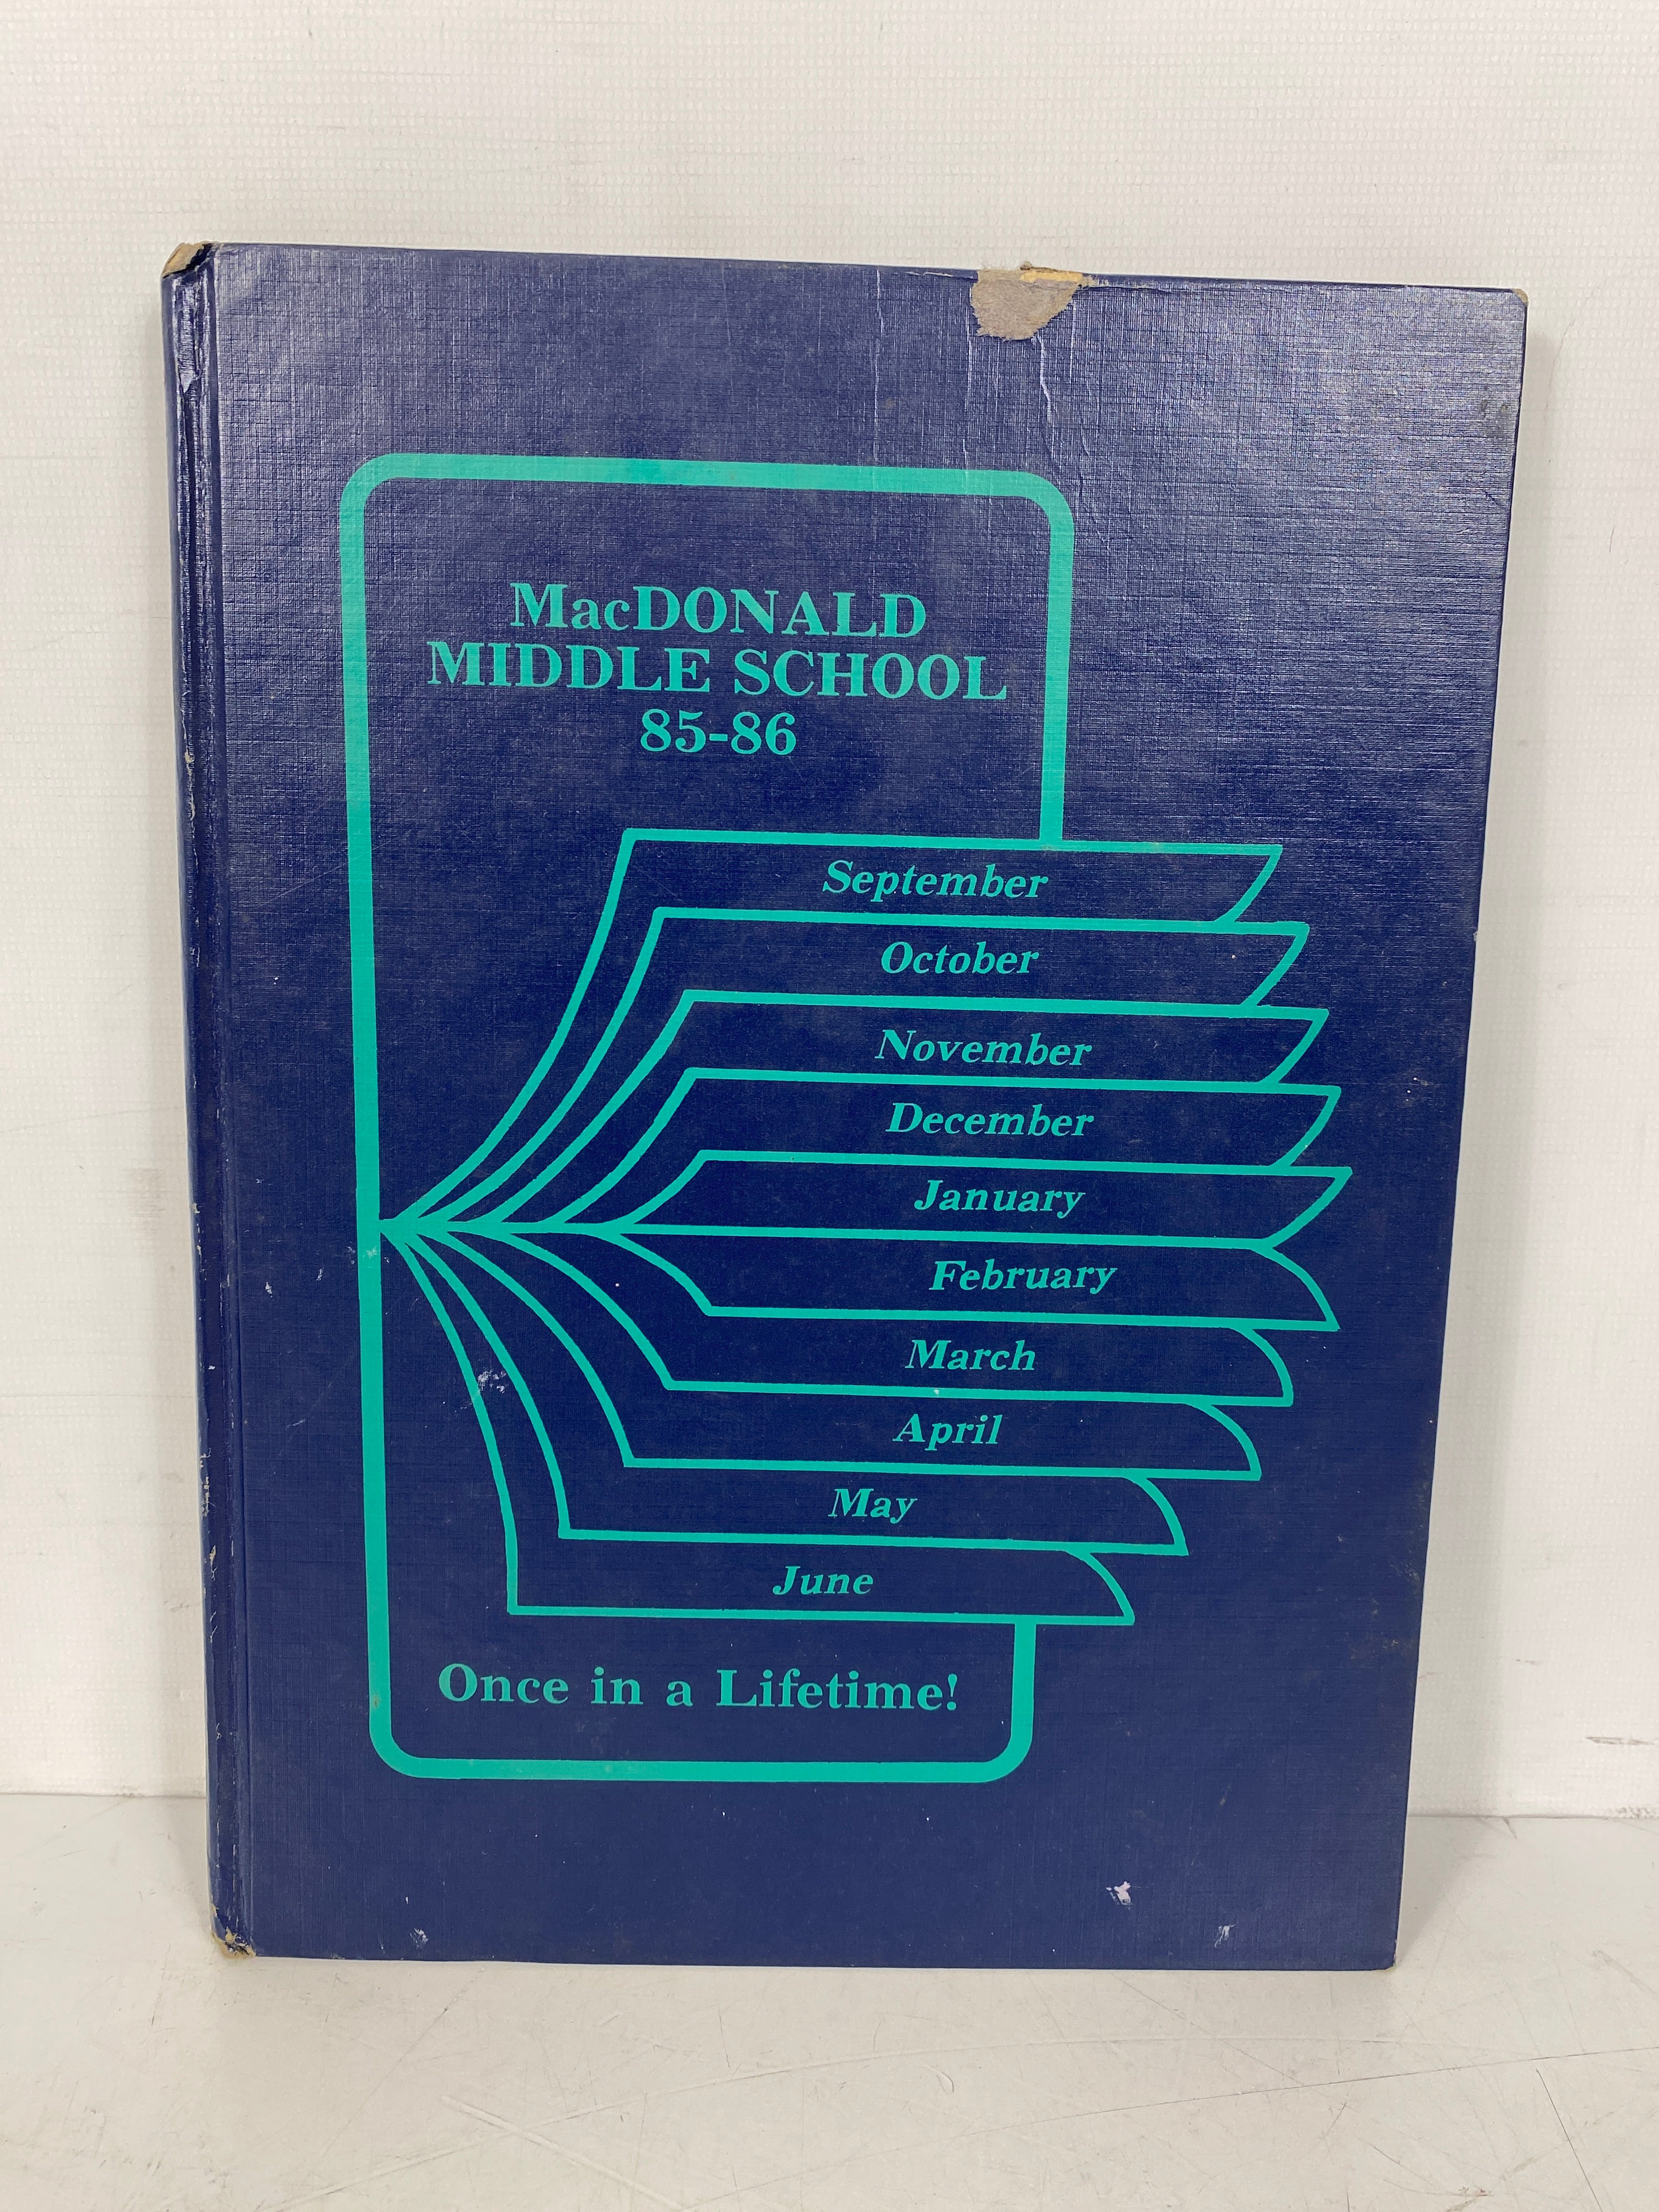 MacDONALD
MIDDLE SCHOOL
85-86
September
October
November
December
January
February
March
April
May
June
Once in a Lifetime!